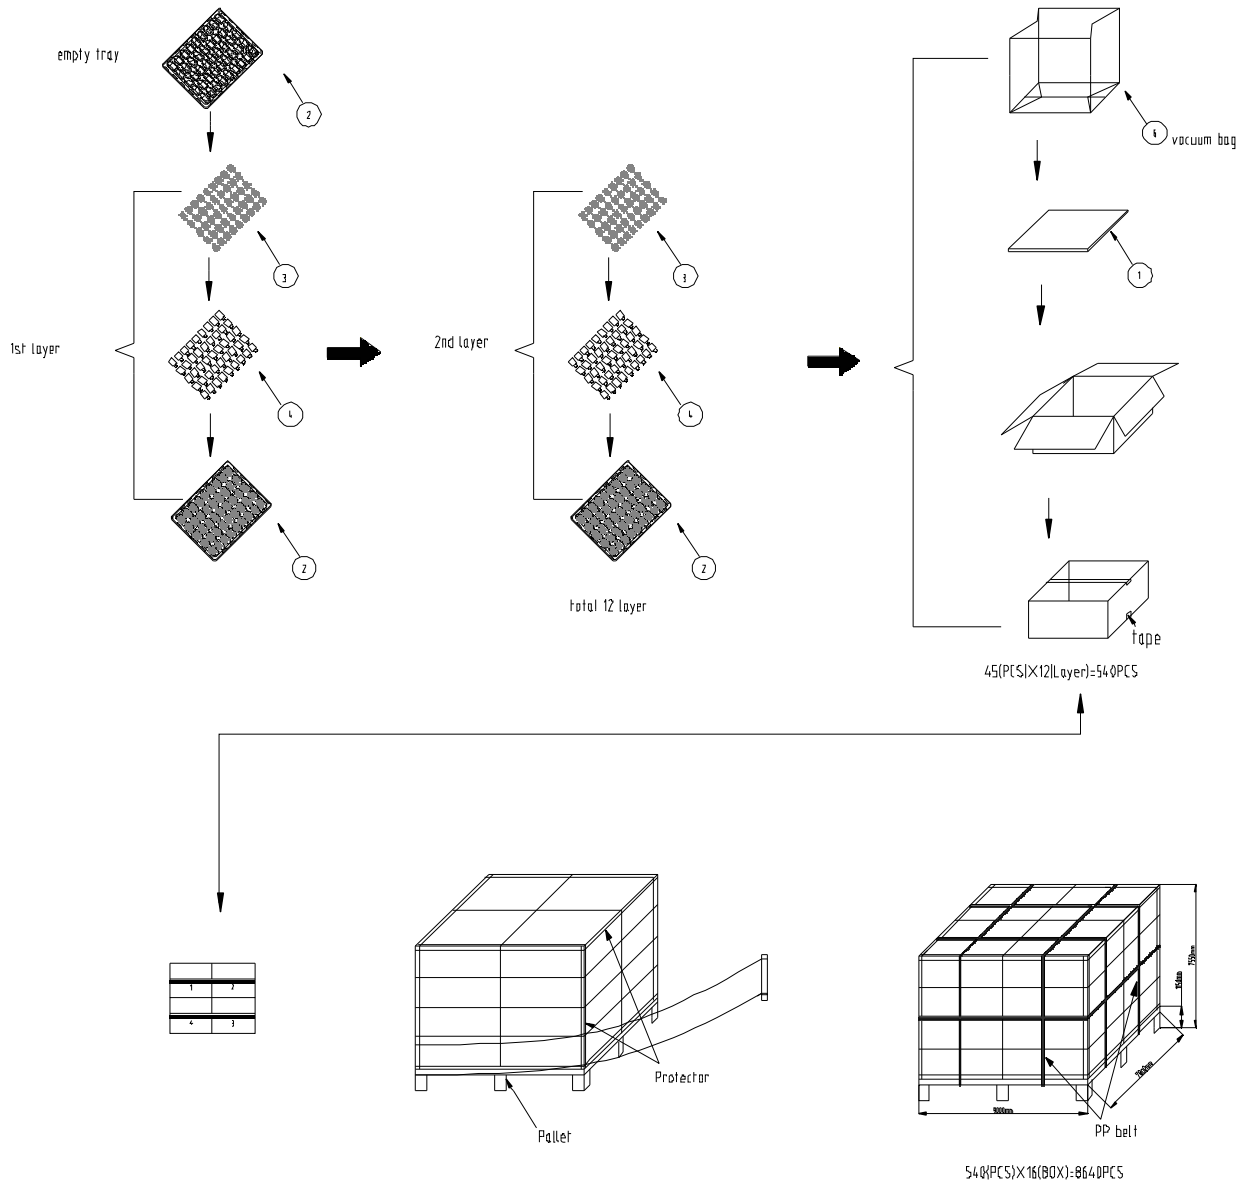 empty tray
2
3
1st layer
4
2
3
2nd layer
4
2
total 12 layer
6 vacuum bag
1
tape
45(PCS)X12(Layer)=540PCS
1 2
4 3
Protector
Pallet
PP belt
540(PCS)X16(BOX)=8640PCS